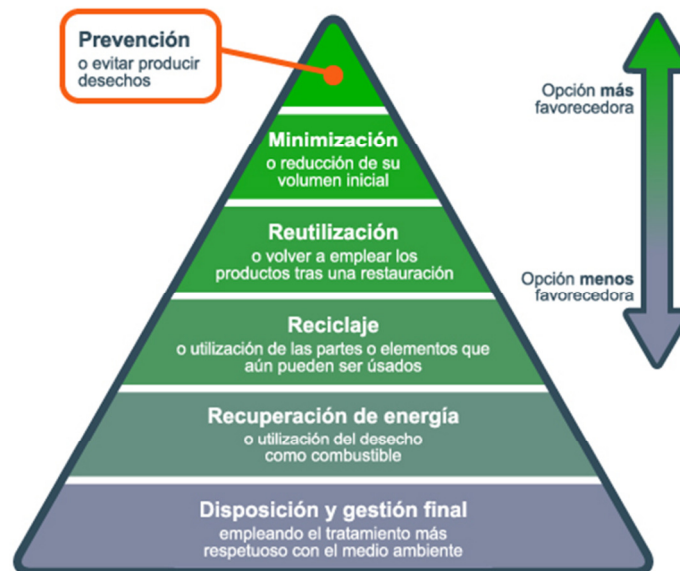 Prevención
o evitar producir
desechos
Opción más
favorecedora
Minimización
o reducción de su
volumen inicial
Reutilización
o volver a emplear los
productos tras una restauración
Opción menos
favorecedora
Reciclaje
o utilización de las partes o elementos que
aún pueden ser úsados
Recuperación de energía
o utilización del desecho
como combustible
Disposición y gestión final
empleando el tratamiento más
respetuoso con el medio ambiente